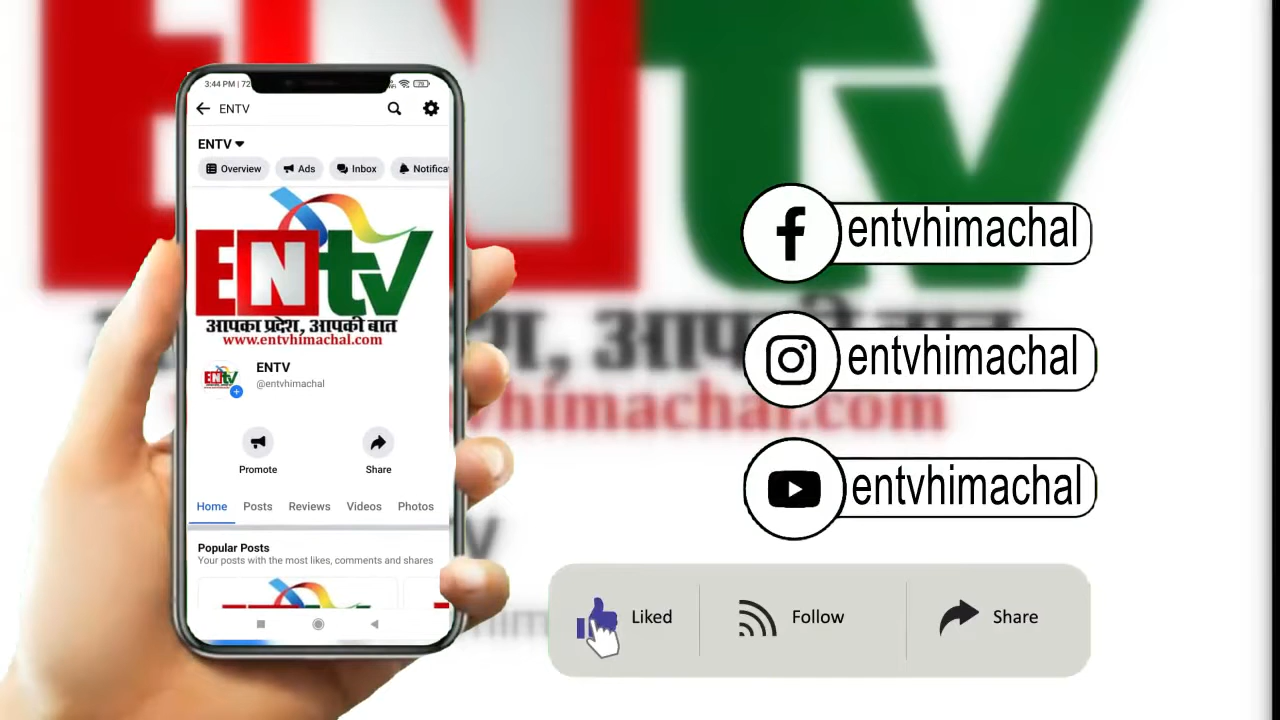 3:44 PM | 72
ENTV
ENTV
Overview
Ads
Inbox
Notifica
ENtv
आपका प्रदेश, आपकी बात
www.entvhimachal.com
ENTV
@entvhimachal
Promote
Share
Home
Posts
Reviews
Videos
Photos
Popular Posts
Your posts with the most likes, comments and shares
entvhimachal
entvhimachal
entvhimachal
Liked
Follow
Share